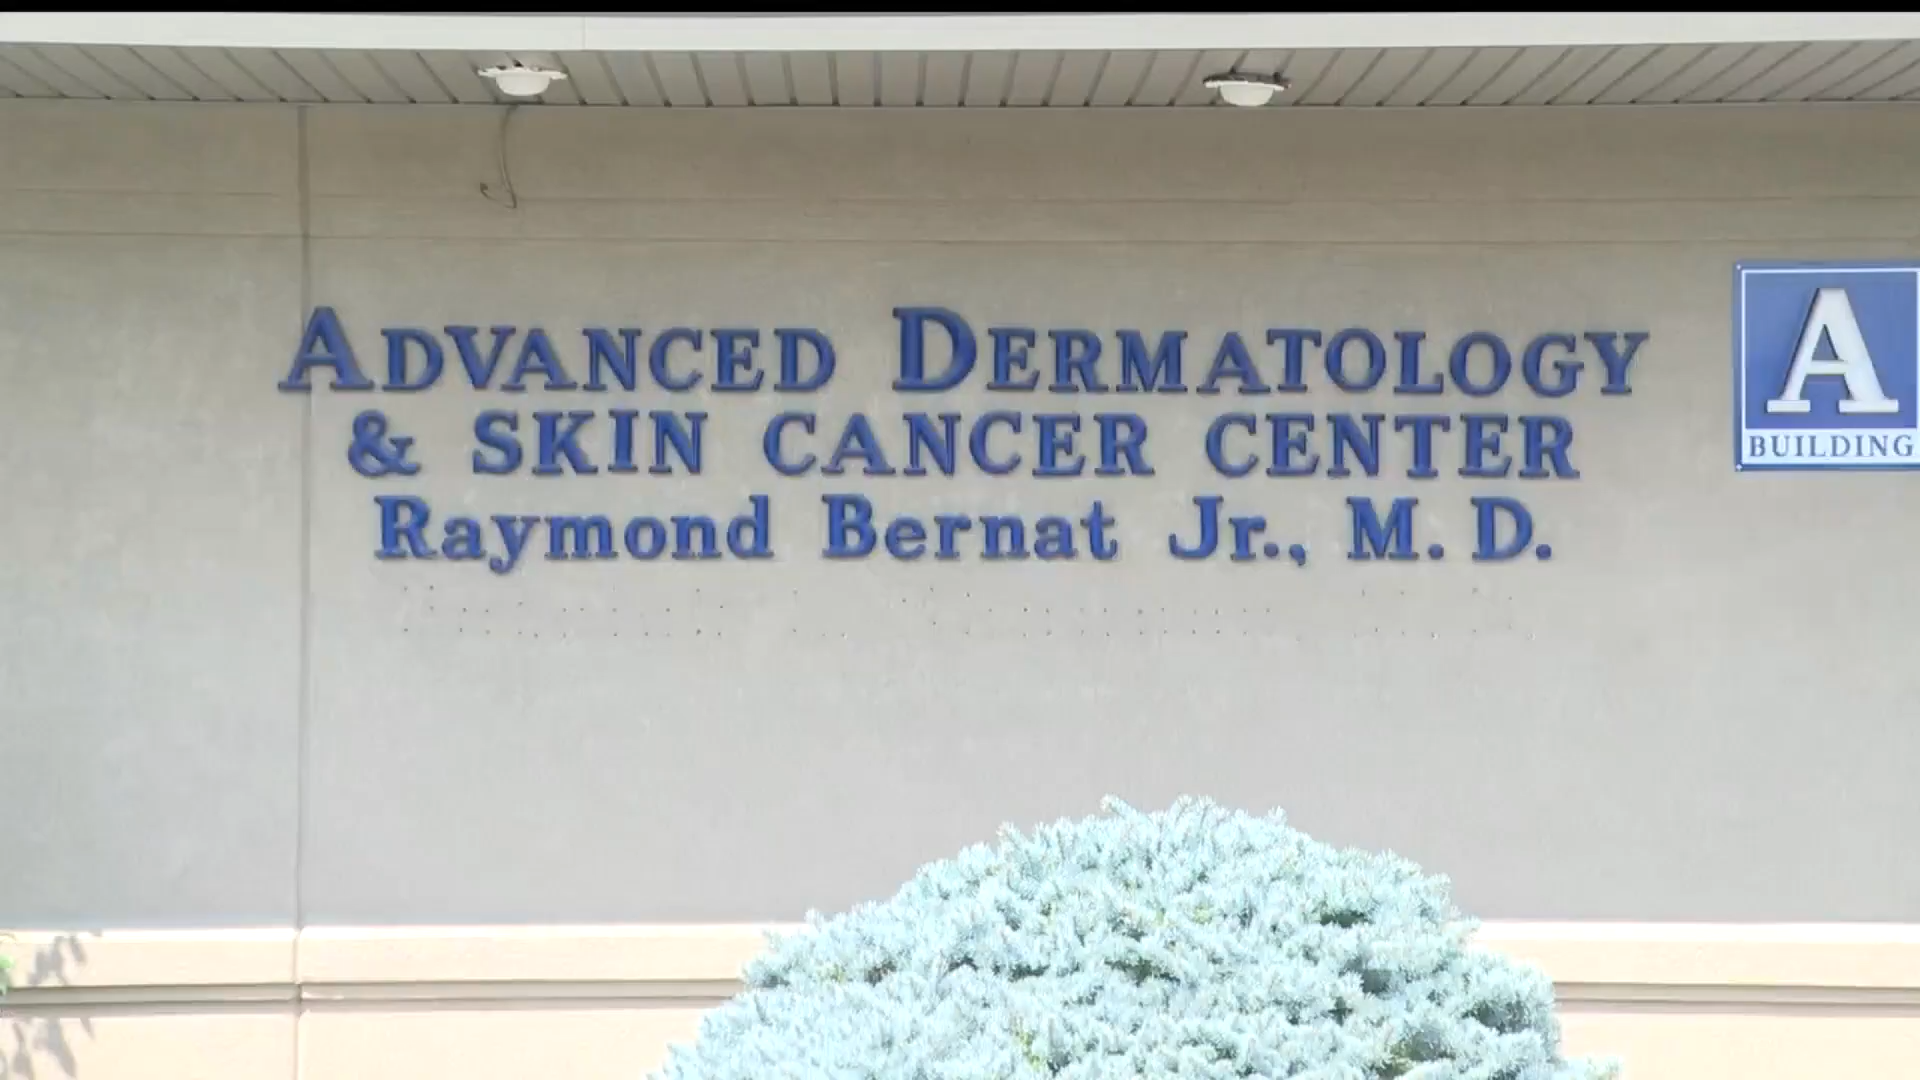 ADVANCED DERMATOLOGY
& SKIN CANCER CENTER
Raymond Bernat Jr., M. D.
A
BUILDING